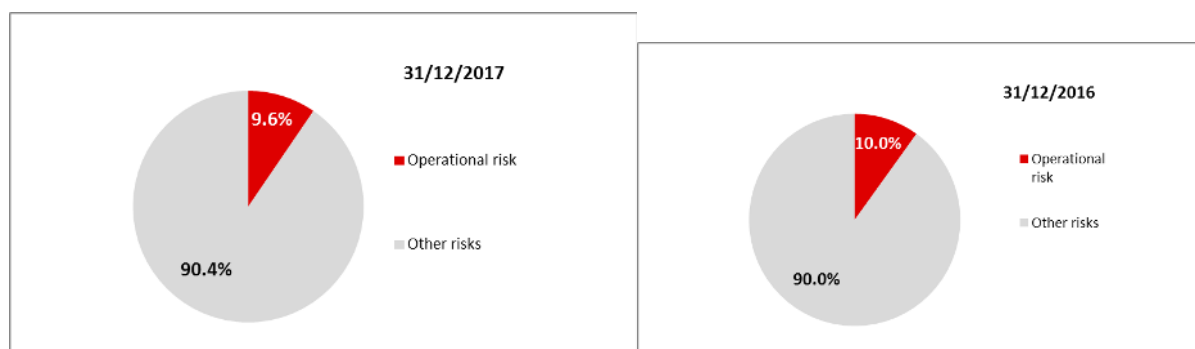 31/12/2017
9.6%
Operational risk
Other risks
90.4%
31/12/2016
10.0%
Operational
risk
Other risks
90.0%